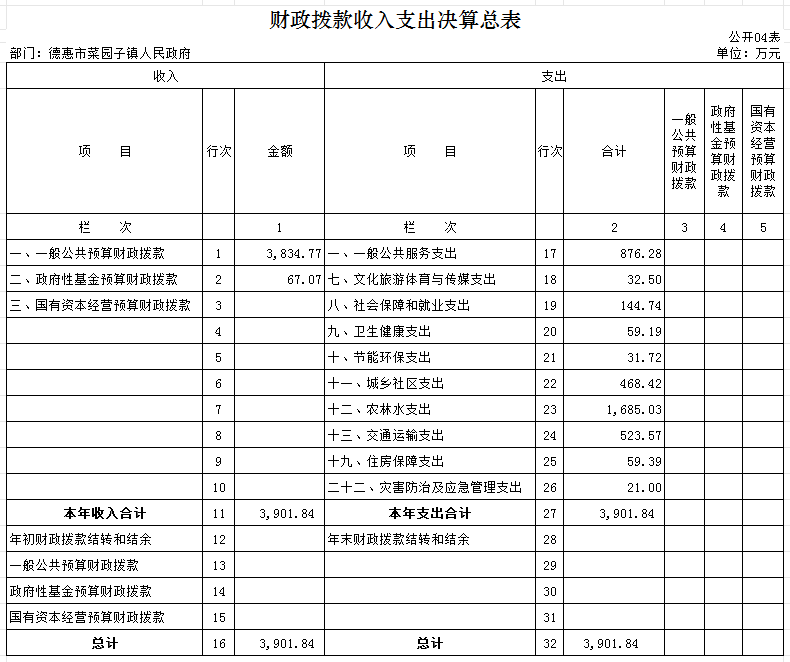 财政拨款收入支出决算总表
公开04表
部门：德惠市菜园子镇人民政府 单位：万元
收入 支出
项 目 行次 金额 项 目 行次 合计 一般公共预算财政拨款 政府性基金预算财政拨款 国有资本经营预算财政拨款
栏 次 1 栏 次 2 3 4 5
一、一般公共预算财政拨款 1 3,834.77 一、一般公共服务支出 17 876.28
二、政府性基金预算财政拨款 2 67.07 七、文化旅游体育与传媒支出 18 32.50
三、国有资本经营预算财政拨款 3 八、社会保障和就业支出 19 144.74
4 九、卫生健康支出 20 59.19
5 十、节能环保支出 21 31.72
6 十一、城乡社区支出 22 468.42
7 十二、农林水支出 23 1,685.03
8 十三、交通运输支出 24 523.57
9 十九、住房保障支出 25 59.39
10 二十二、灾害防治及应急管理支出 26 21.00
本年收入合计 11 3,901.84 本年支出合计 27 3,901.84
年初财政拨款结转和结余 12 年末财政拨款结转和结余 28
一般公共预算财政拨款 13 29
政府性基金预算财政拨款 14 30
国有资本经营预算财政拨款 15 31
总计 16 3,901.84 总计 32 3,901.84